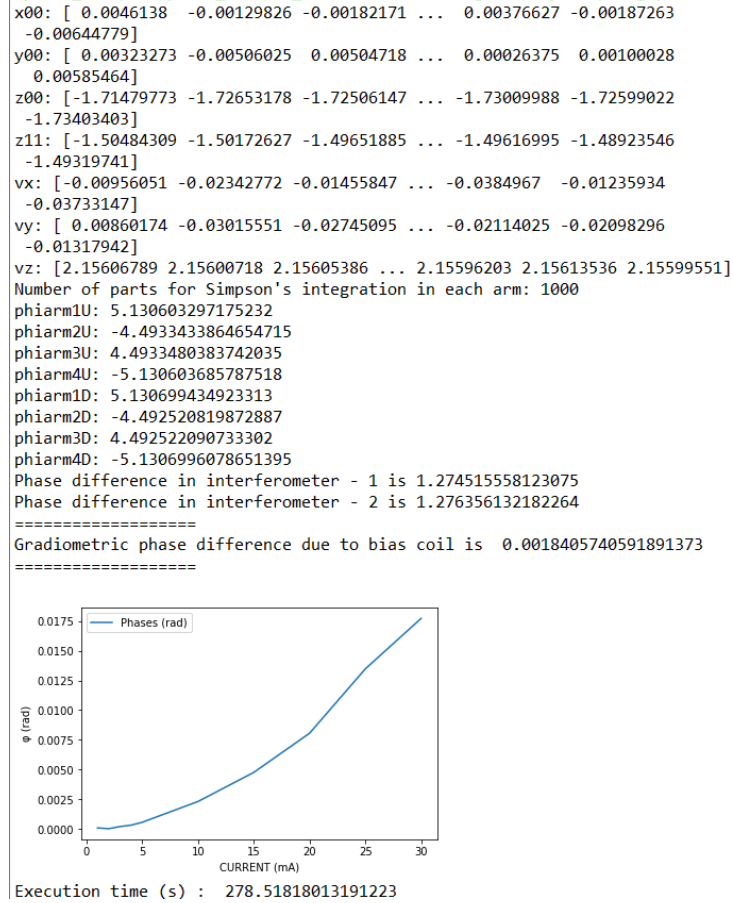 x00: [ 0.0046138 -0.00129826 -0.00182171 ... 0.00376627 -0.00187263
-0.00644779]
y00: [ 0.00323273 -0.00506025 0.00504718 ... 0.00026375 0.00100028
0.00585464]
z00: [-1.71479773 -1.72653178 -1.72506147 ... -1.73009988 -1.72599022
-1.73403403]
z11: [-1.50484309 -1.50172627 -1.49651885 ... -1.49616995 -1.48923546
-1.49319741]
vx: [-0.00956051 -0.02342772 -0.01455847 ... -0.0384967 -0.01235934
-0.03733147]
vy: [ 0.00860174 -0.03015551 -0.02745095 ... -0.02114025 -0.02098296
-0.01317942]
vz: [2.15606789 2.15600718 2.15605386 ... 2.15596203 2.15613536 2.15599551]
Number of parts for Simpson's integration in each arm: 1000
phiarm1U: 5.130603297175232
phiarm2U: -4.4933433864654715
phiarm3U: 4.4933480383742035
phiarm4U: -5.130603685787518
phiarm1D: 5.130699434923313
phiarm2D: -4.492520819872887
phiarm3D: 4.492522090733302
phiarm4D: -5.1306996078651395
Phase difference in interferometer - 1 is 1.274515558123075
Phase difference in interferometer - 2 is 1.276356132182264
===================
Gradiometric phase difference due to bias coil is 0.0018405740591891373
===================
Phases (rad)
0.0175
0.0150
0.0125
0.0100
0.0075
0.0050
0.0025
0.0000
φ (rad)
0 5 10 15 20 25 30
CURRENT (mA)
Execution time (s) : 278.51818013191223